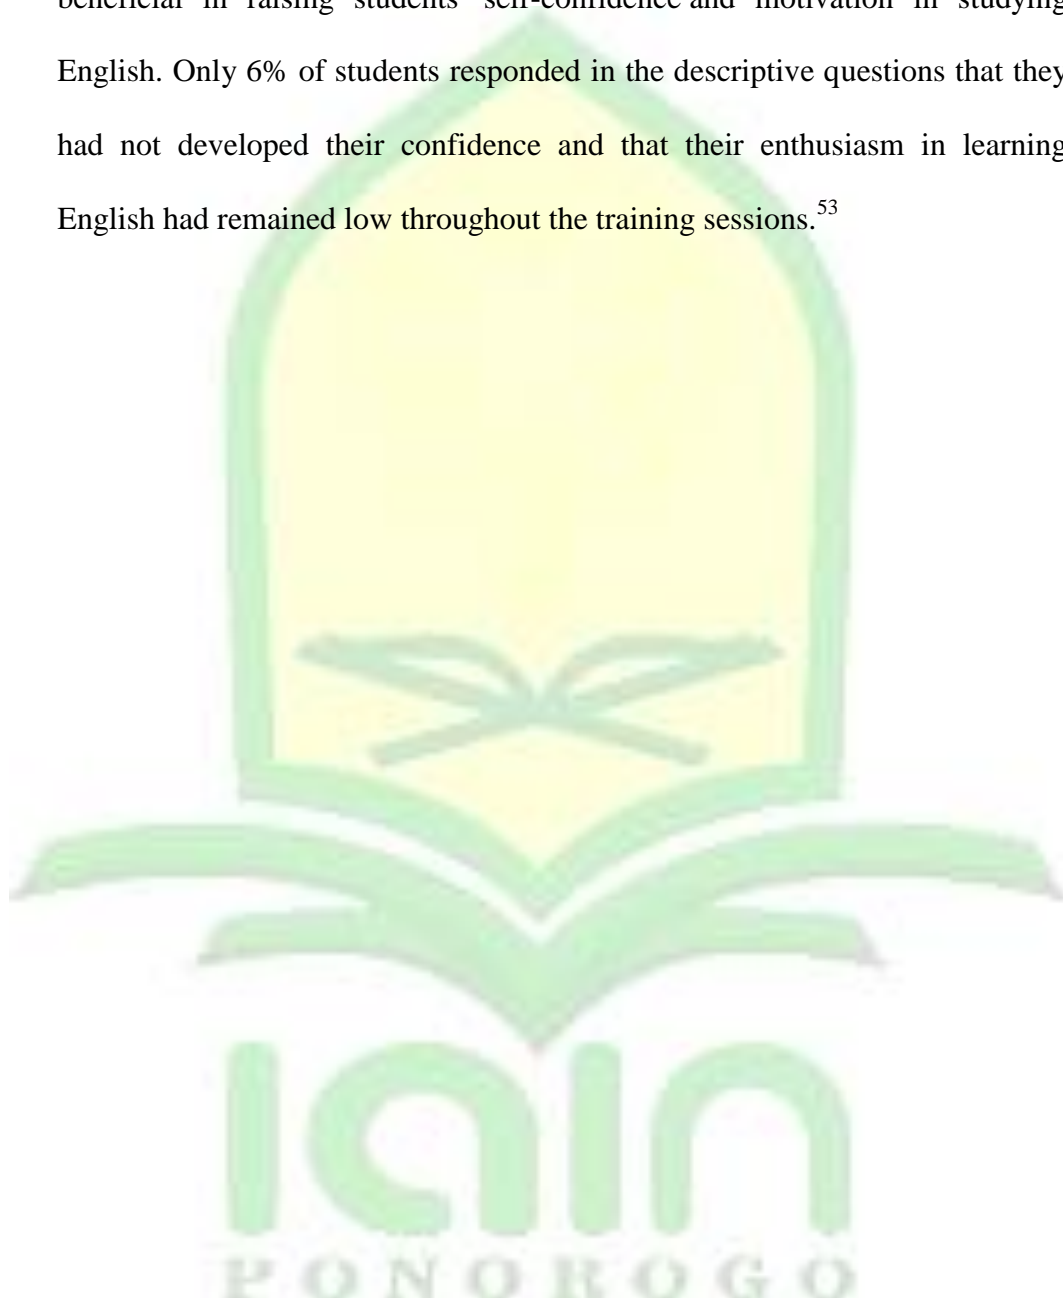 beneficial in raising students' self-confidence and motivation in studying
English. Only 6% of students responded in the descriptive questions that they
had not developed their confidence and that their enthusiasm in learning
English had remained low throughout the training sessions.53
iain
PONOROGO